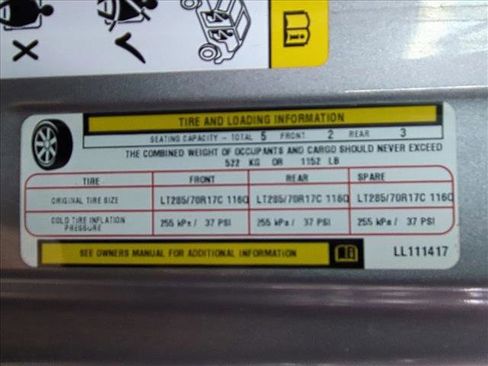 TIRE AND LOADING INFORMATION
SEATING CAPACITY - TOTAL 5 FRONT 2 REAR 3
THE COMBINED WEIGHT OF OCCUPANTS AND CARGO SHOULD NEVER EXCEED
522 KG OR 1152 LB
TIRE FRONT REAR SPARE
ORIGINAL TIRE SIZE LT285/70R17C 116Q LT285/70R17C 116Q LT285/70R17C 116Q
COLD TIRE INFLATION PRESSURE 255 kPa / 37 PSI 255 kPa / 37 PSI 255 kPa / 37 PSI
SEE OWNERS MANUAL FOR ADDITIONAL INFORMATION LL111417